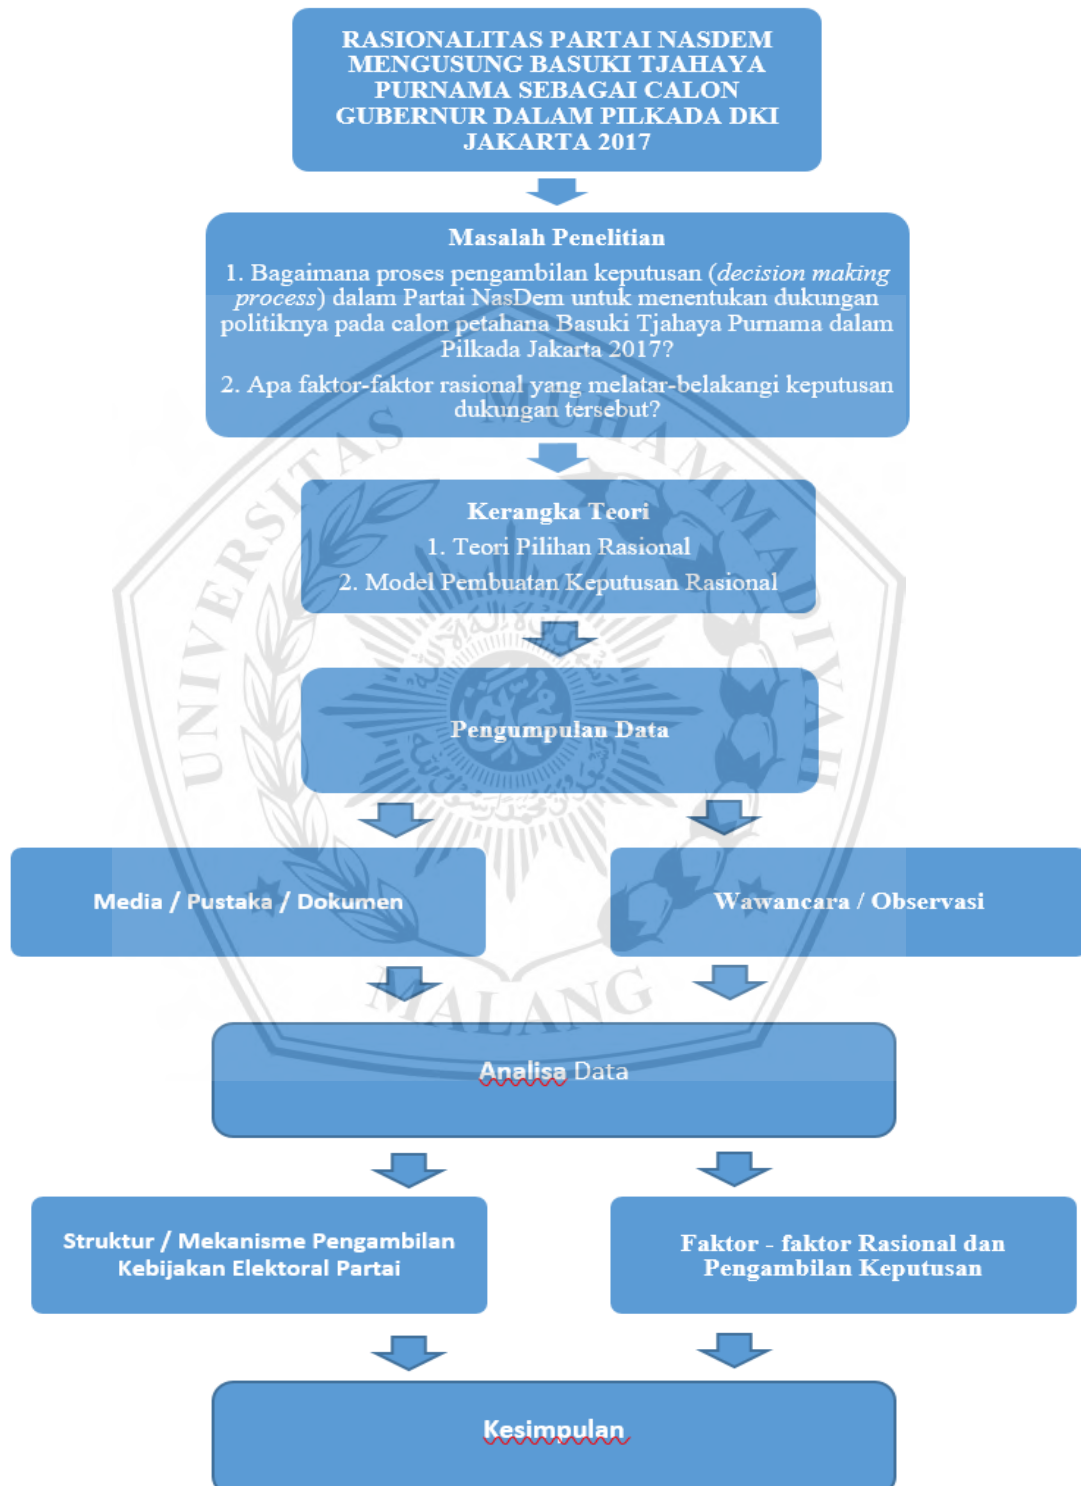 RASIONALITAS PARTAI NASDEM
MENGUSUNG BASUKI TJAHAYA
PURNAMA SEBAGAI CALON
GUBERNUR DALAM PILKADA DKI
JAKARTA 2017
Masalah Penelitian
1. Bagaimana proses pengambilan keputusan (decision making
process) dalam Partai NasDem untuk menentukan dukungan
politiknya pada calon petahana Basuki Tjahaya Purnama dalam
Pilkada Jakarta 2017?
2. Apa faktor-faktor rasional yang melatar-belakangi keputusan
dukungan tersebut?
Kerangka Teori
1. Teori Pilihan Rasional
2. Model Pembuatan Keputusan Rasional
Pengumpulan Data
Media / Pustaka / Dokumen
Wawancara / Observasi
Analisa Data
Struktur / Mekanisme Pengambilan
Kebijakan Elektoral Partai
Faktor - faktor Rasional dan
Pengambilan Keputusan
Kesimpulan
UNIVERSITAS MUHAMMADIYAH
MALANG